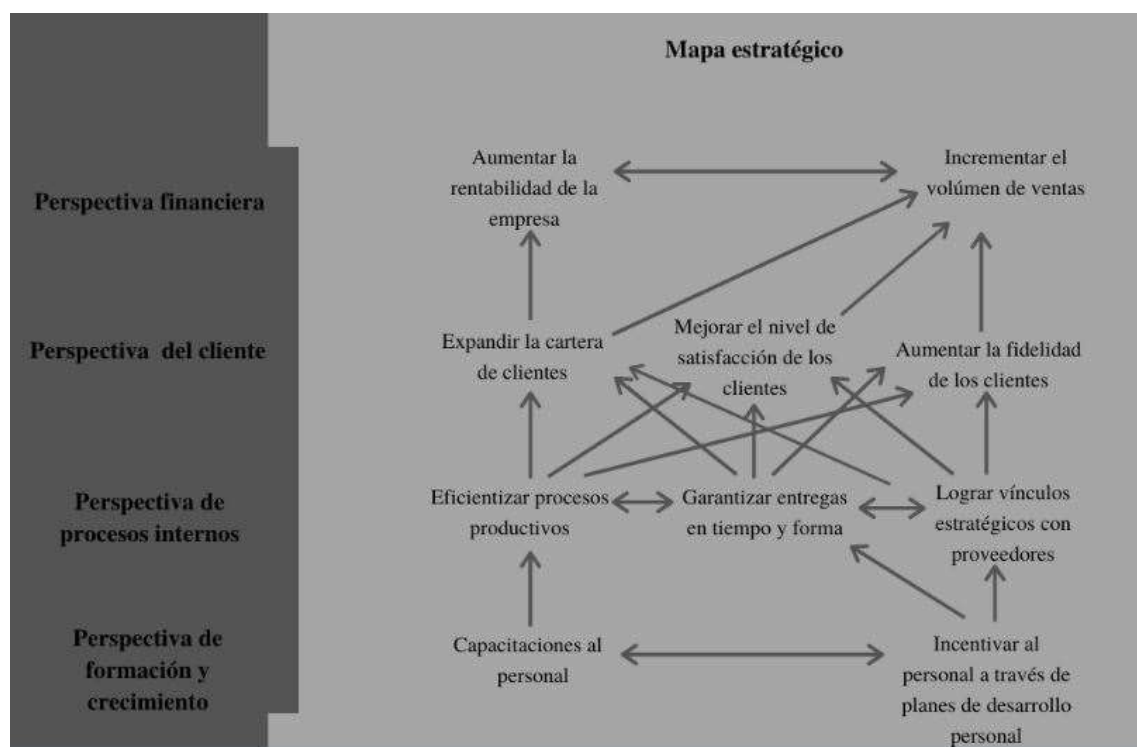 Mapa estratégico
Perspectiva financiera
Aumentar la
rentabilidad de la
empresa
Incrementar el
volúmen de ventas
Perspectiva del cliente
Expandir la cartera
de clientes
Mejorar el nivel de
satisfacción de los
clientes
Aumentar la fidelidad
de los clientes
Perspectiva de
procesos internos
Eficientizar procesos
productivos
Garantizar entregas
en tiempo y forma
Lograr vínculos
estratégicos con
proveedores
Perspectiva de
formación y
crecimiento
Capacitaciones al
personal
Incentivar al
personal a través de
planes de desarrollo
personal